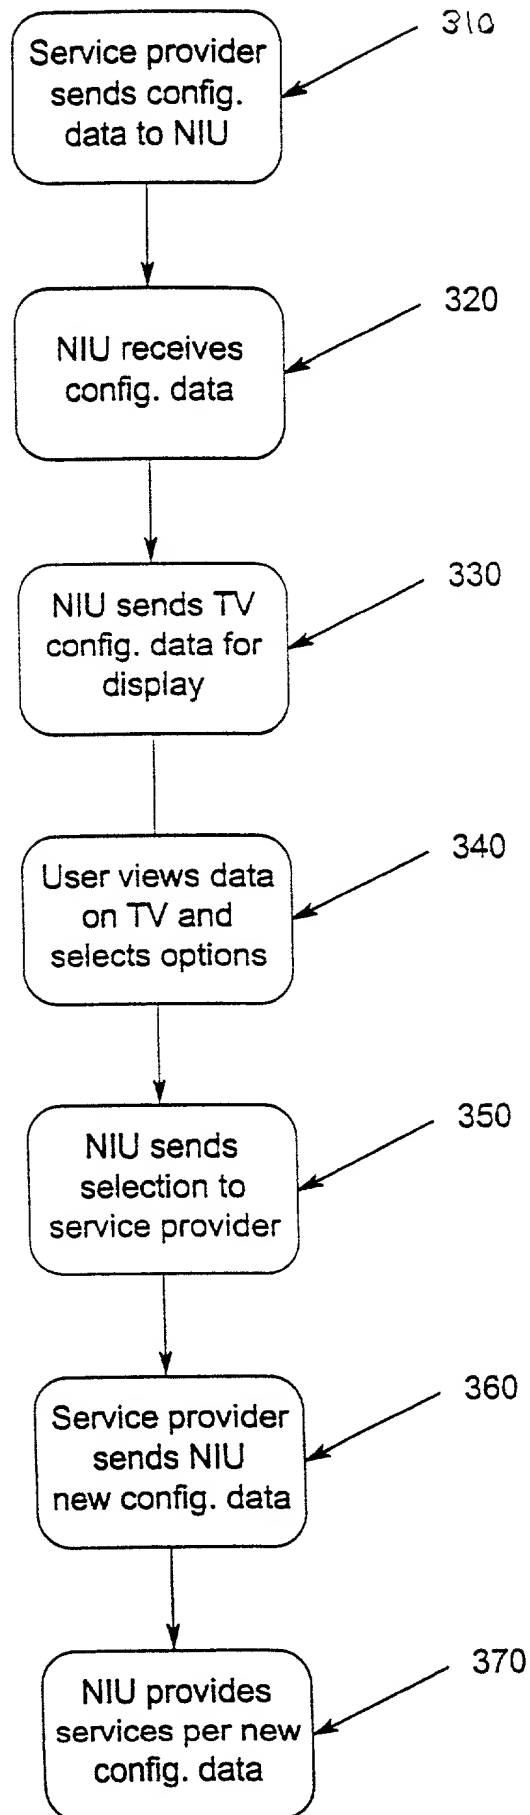 Service provider
sends config.
data to NIU
310
NIU receives
config. data
320
NIU sends TV
config. data for
display
330
User views data
on TV and
selects options
340
NIU sends
selection to
service provider
350
Service provider
sends NIU
new config. data
360
NIU provides
services per new
config. data
370